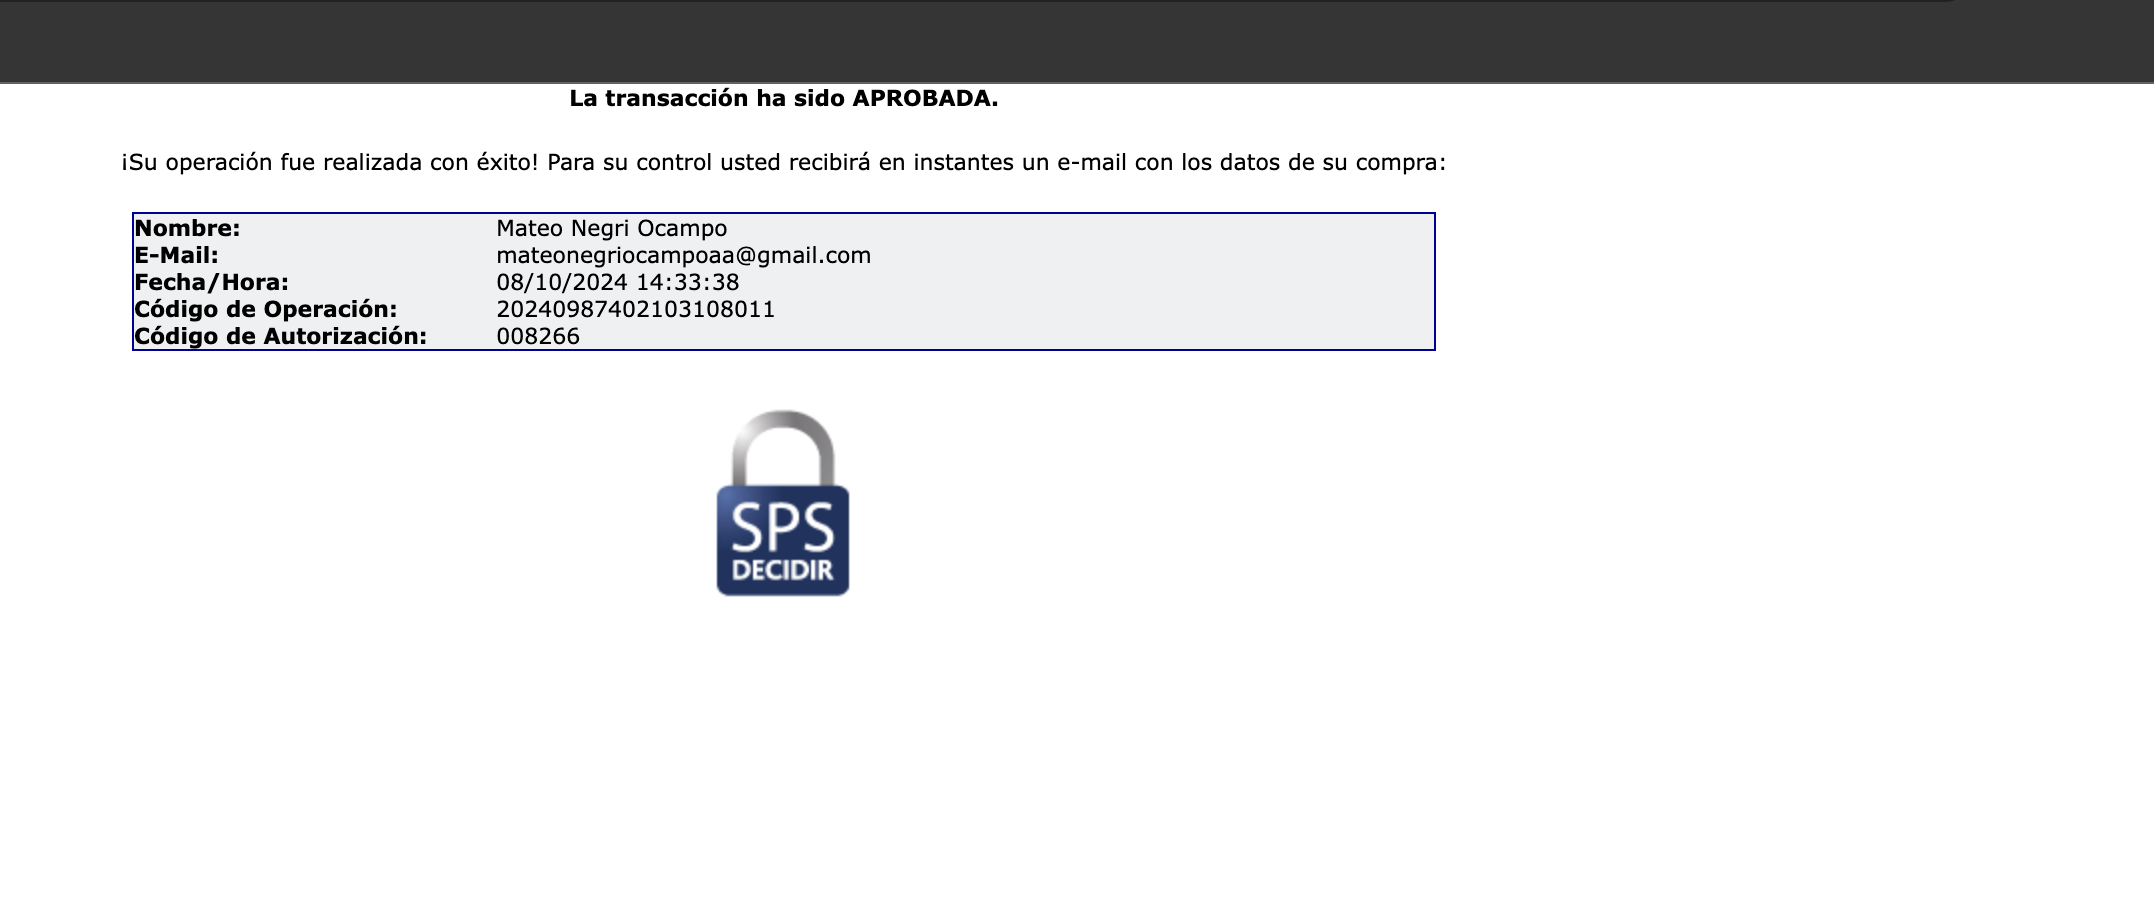 La transacción ha sido APROBADA.
¡Su operación fue realizada con éxito! Para su control usted recibirá en instantes un e-mail con los datos de su compra:
Nombre: Mateo Negri Ocampo
E-Mail: mateonegriocampoaa@gmail.com
Fecha/Hora: 08/10/2024 14:33:38
Código de Operación: 20240987402103108011
Código de Autorización: 008266
SPS
DECIDIR